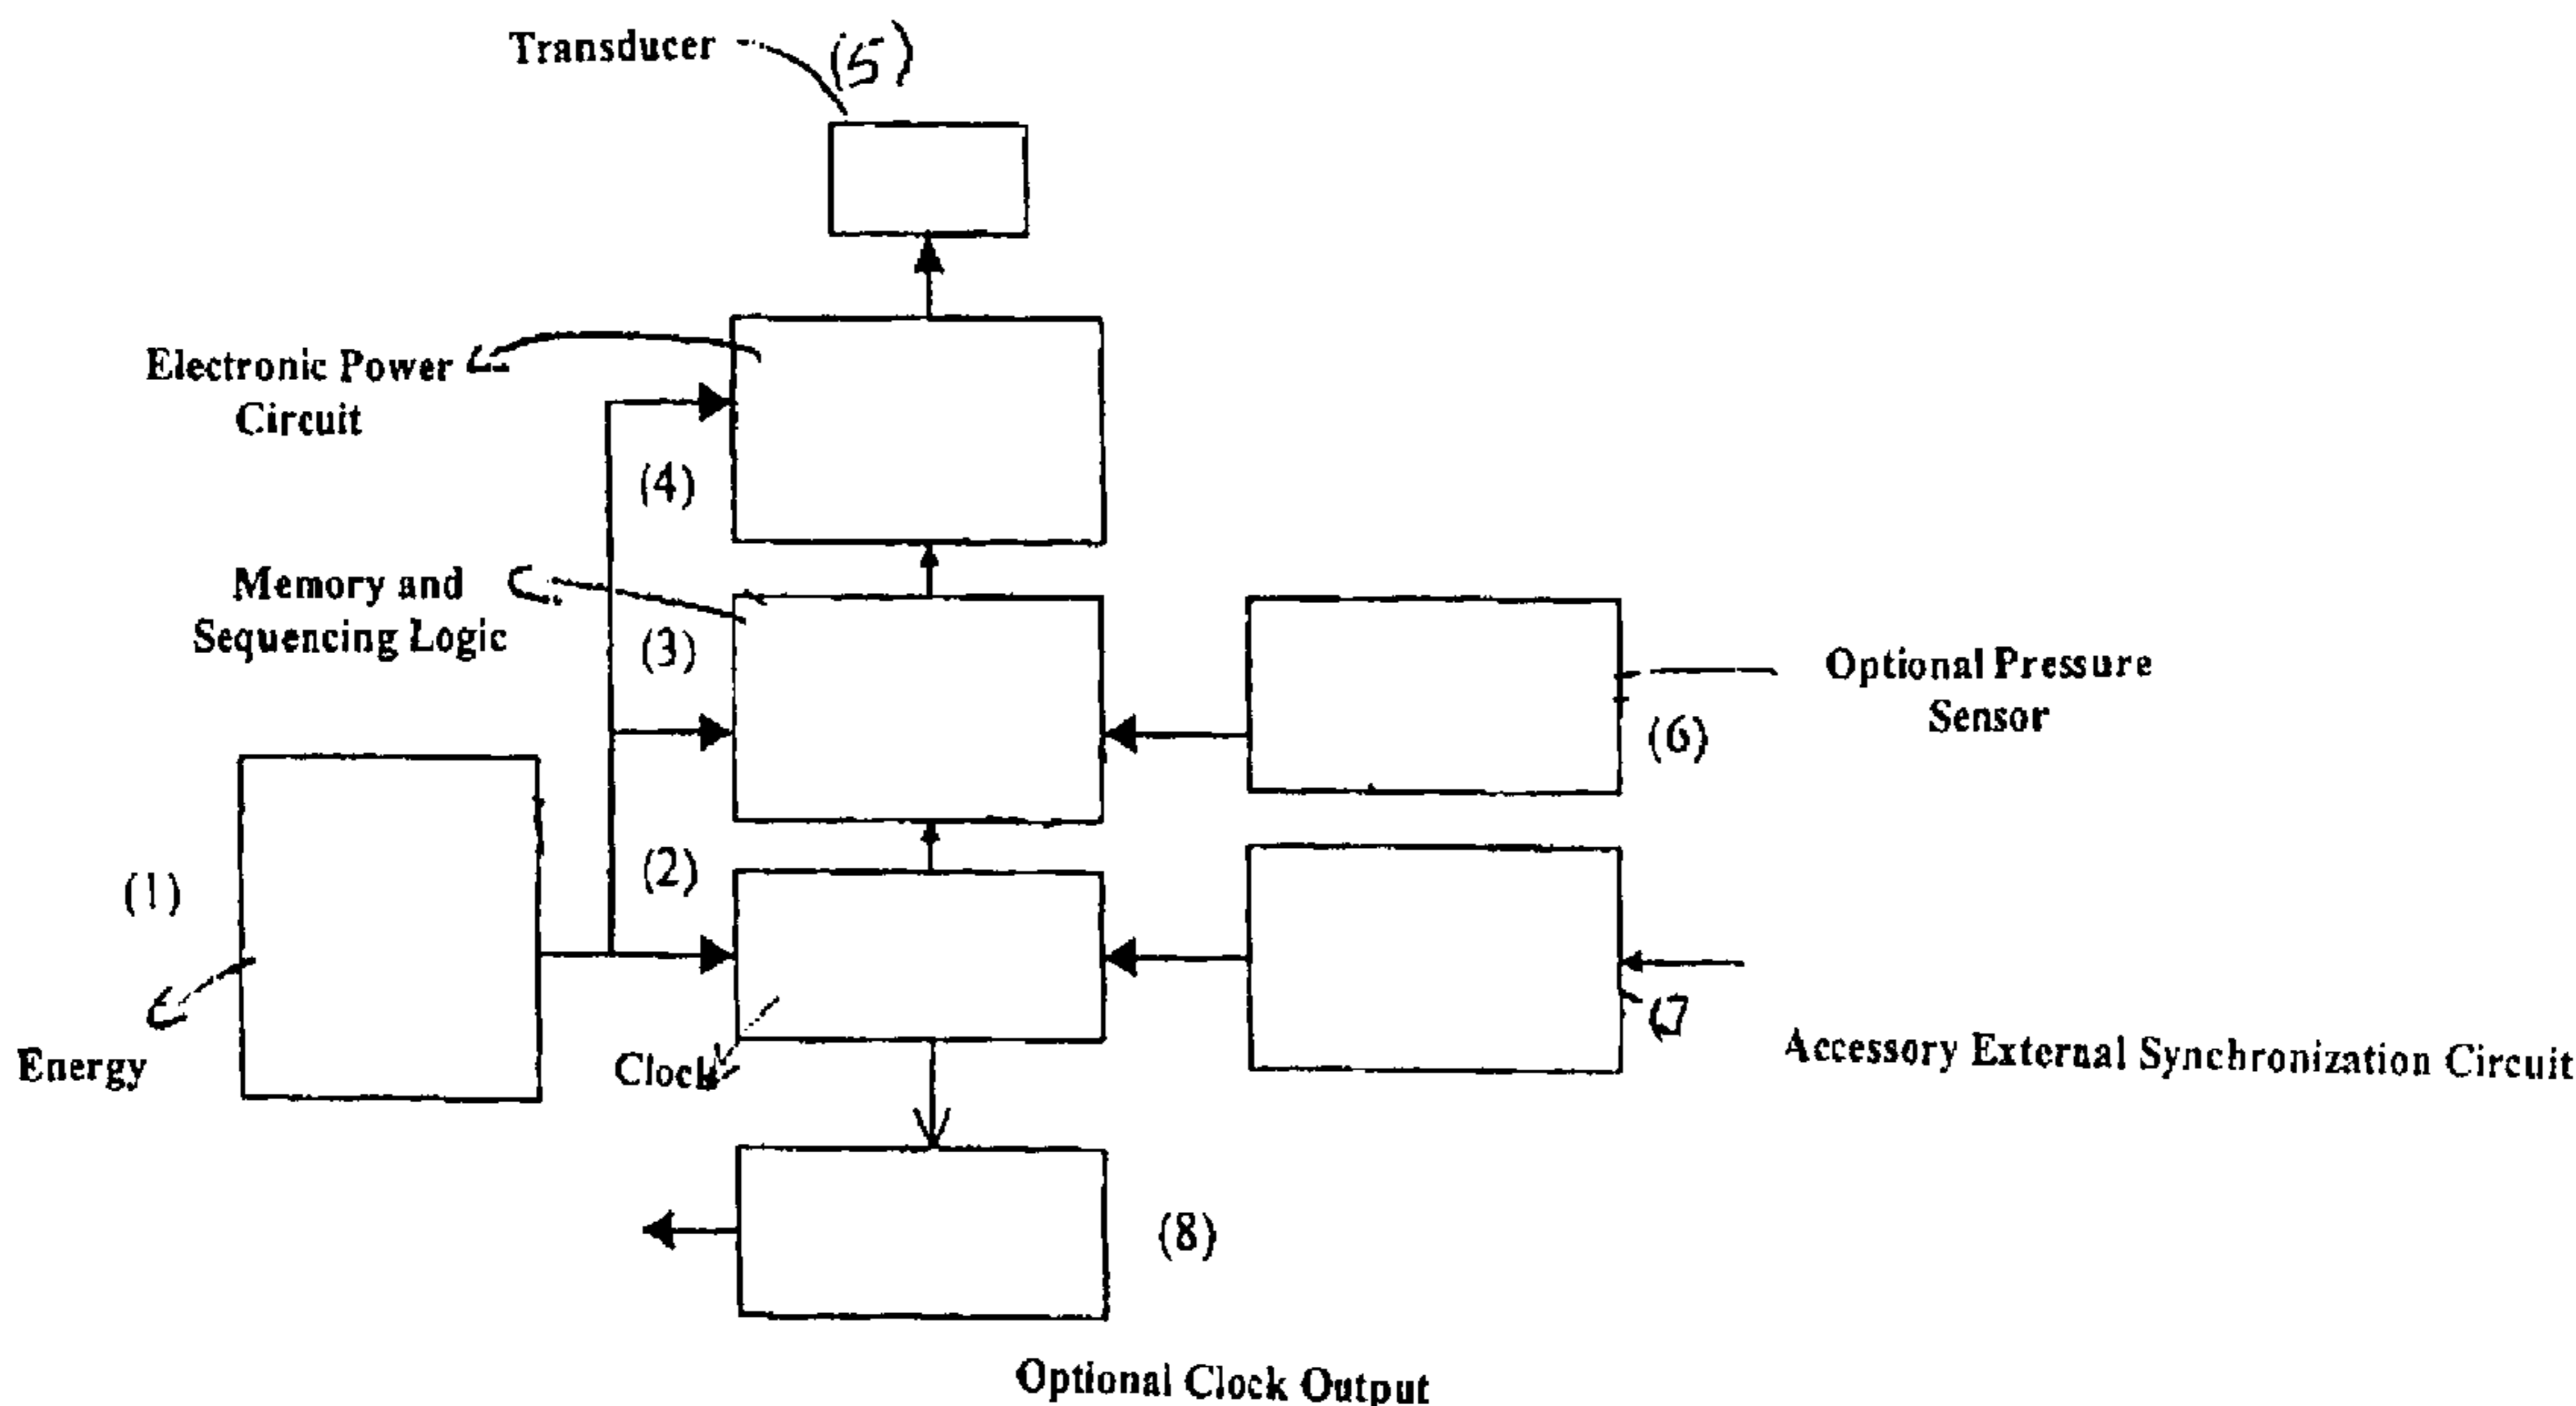 Transducer (5)
Electronic Power
Circuit
(4)
Memory and
Sequencing Logic
(3)
Optional Pressure
Sensor
(6)
(2)
(1)
Energy
Clock
Accessory External Synchronization Circuit
(8)
Optional Clock Output